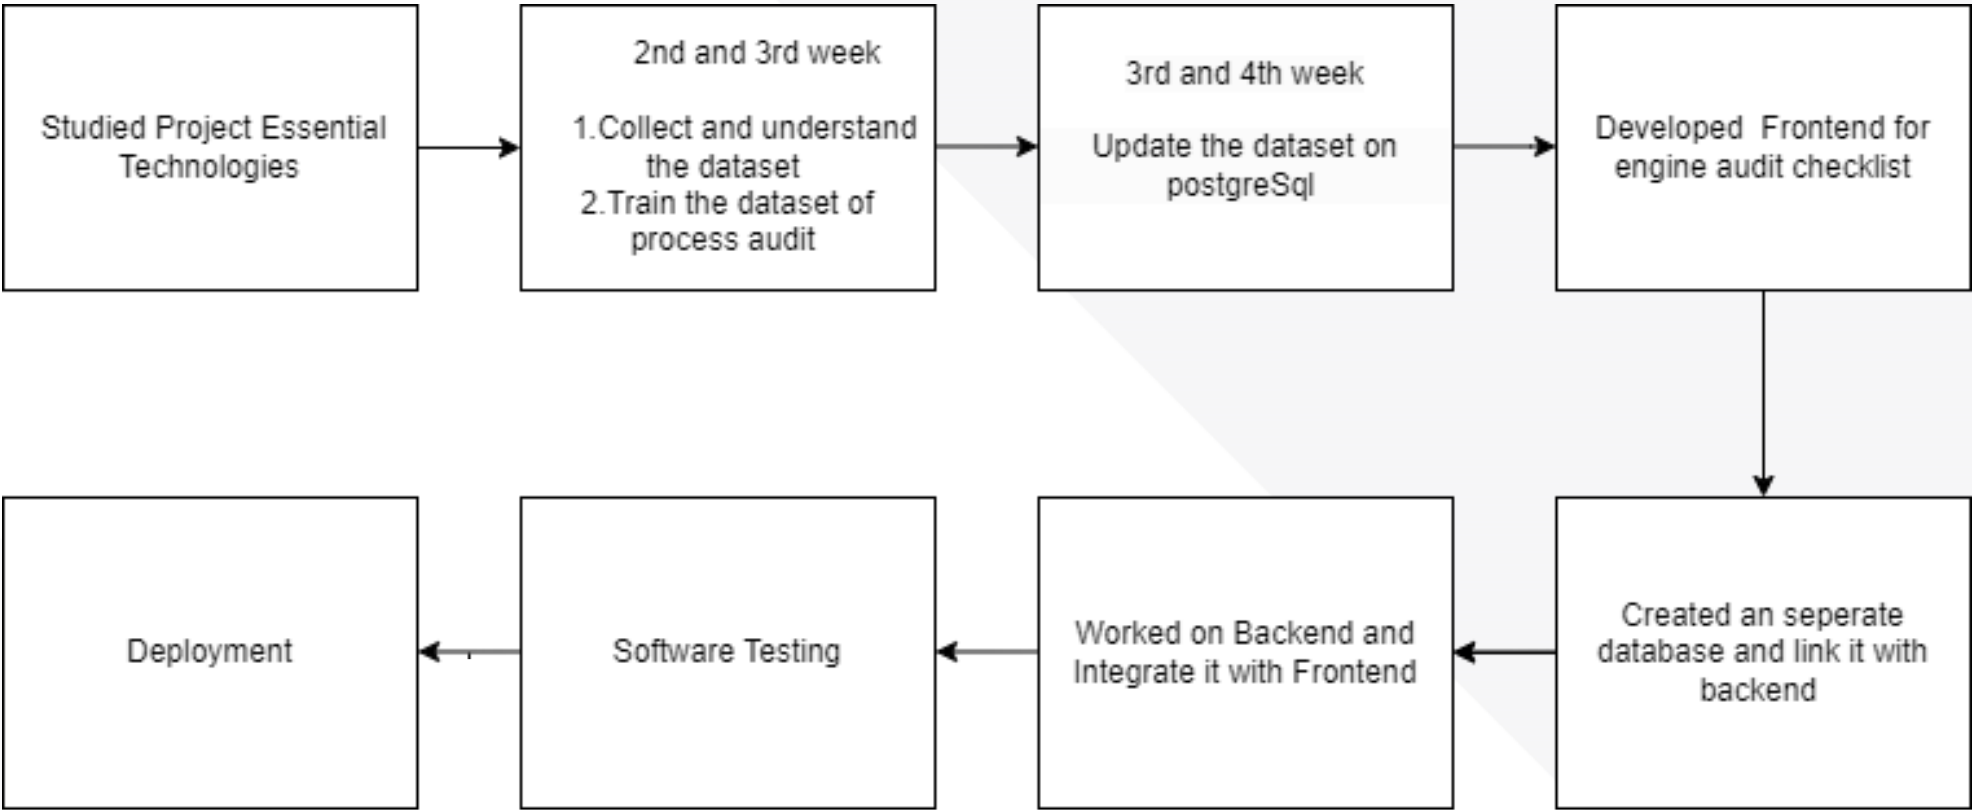 Studied Project Essential
Technologies
2nd and 3rd week
1.Collect and understand
the dataset
2.Train the dataset of
process audit
3rd and 4th week
Update the dataset on
postgreSql
Developed  Frontend for
engine audit checklist
Created an seperate
database and link it with
backend
Worked on Backend and
Integrate it with Frontend
Software Testing
Deployment